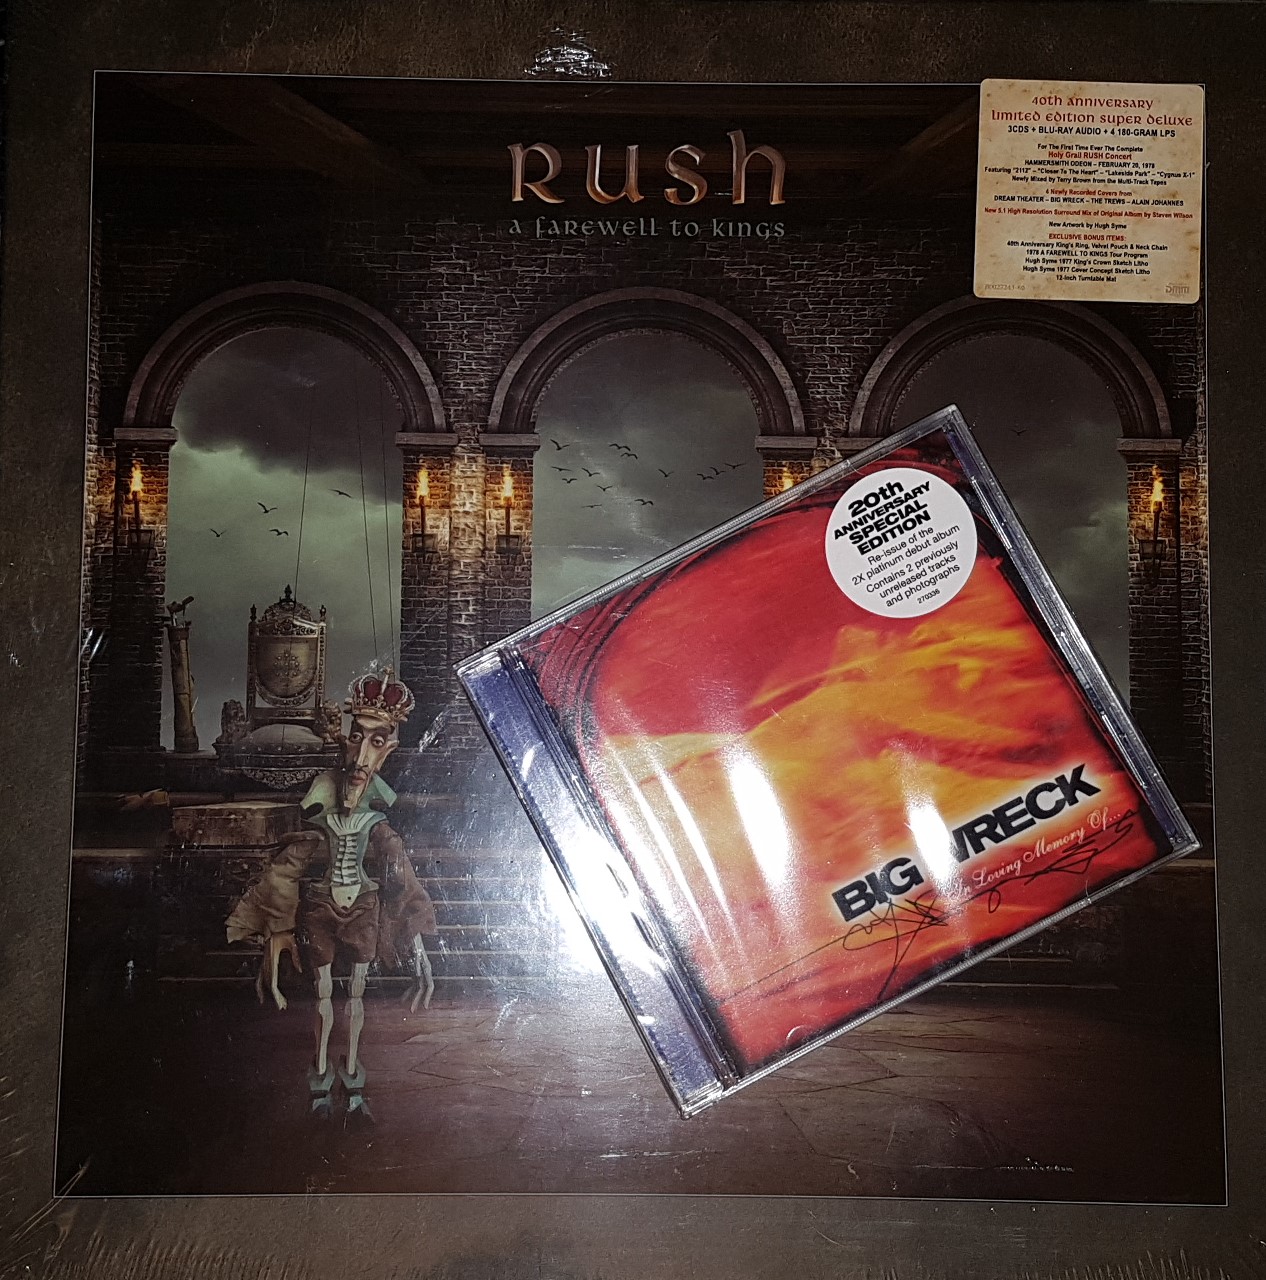 Rush
a farewell to kings
40th anniversary
limited edition super deluxe
3CDS + BLU-RAY AUDIO + 4 180-GRAM LPS
For The First Time Ever The Complete
Holy Grail RUSH Concert
HAMMERSMITH ODEON – FEBRUARY 20, 1978
Featuring "2112" – "Closer To The Heart" – "Lakeside Park" – "Cygnus X-1"
Newly Mixed by Terry Brown from the Multi-Track Tapes
4 Newly Recorded Covers from
DREAM THEATER – BIG WRECK – THE TREWS – ALAIN JOHANNES
New 5.1 High Resolution Surround Mix of Original Album by Steven Wilson
New Artwork by Hugh Syme
EXCLUSIVE BONUS ITEMS:
40th Anniversary King's Ring, Velvet Pouch & Neck Chain
1978 A FAREWELL TO KINGS Tour Program
Hugh Syme 1977 King's Crown Sketch Litho
Hugh Syme 1977 Cover Concept Sketch Litho
12-Inch Turntable Mat
20th
ANNIVERSARY
SPECIAL
EDITION
Re-issue of the
2X platinum debut album
Contains 2 previously
unreleased tracks
and photographs
270336
BIG WRECK
In Loving Memory Of...